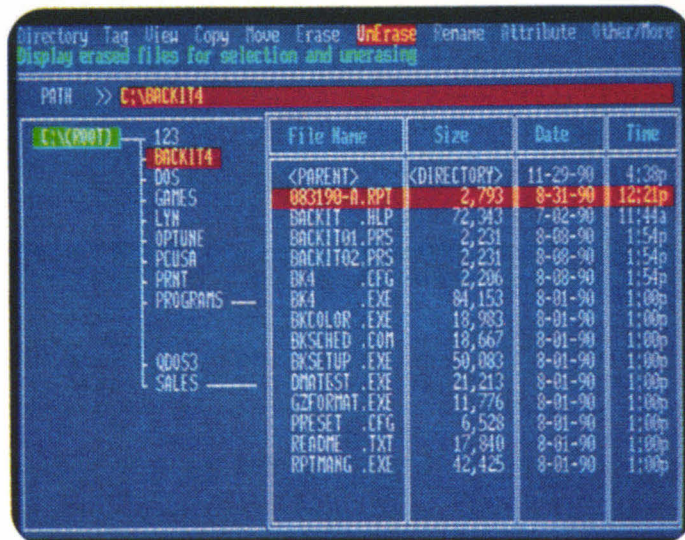 Directory Tag View Copy Move Erase UnErase Rename Attribute Other/More
Display erased files for selection and unerasing
PATH >> C:\BACKIT4
C:\(ROOT)
123
BACKIT4
DOS
GAMES
LYN
OPTUNE
PCUSA
PRNT
PROGRAMS
QDOS3
SALES
File Name Size Date Time
<PARENT> <DIRECTORY> 11-29-90 4:38p
083190-A.RPT 2,793 8-31-90 12:21p
BACKIT .HLP 72,343 7-02-90 11:44a
BACKIT01.PRS 2,231 8-08-90 1:54p
BACKIT02.PRS 2,231 8-08-90 1:54p
BK4 .CFG 2,206 8-08-90 1:54p
BK4 .EXE 84,153 8-01-90 1:00p
BKCOLOR .EXE 18,983 8-01-90 1:00p
BKSCHED .COM 18,667 8-01-90 1:00p
BKSETUP .EXE 50,083 8-01-90 1:00p
DMATEST .EXE 21,213 8-01-90 1:00p
GZFORMAT.EXE 11,776 8-01-90 1:00p
PRESET .CFG 6,528 8-01-90 1:00p
README .TXT 17,840 8-01-90 1:00p
RPTMANG .EXE 42,425 8-01-90 1:00p